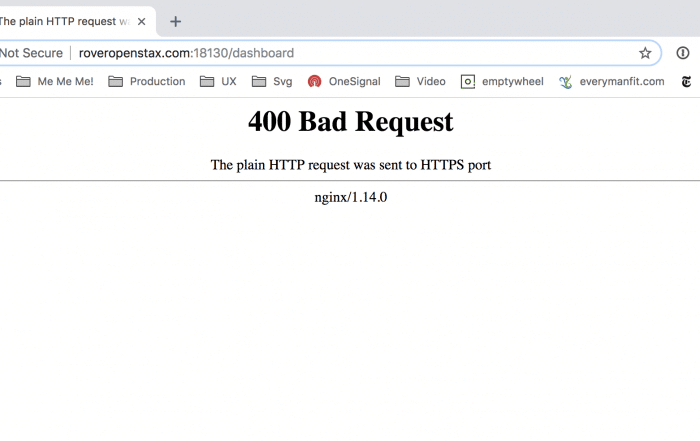 The plain HTTP request w
Not Secure roveropenstax.com:18130/dashboard
s Me Me Me! Production UX Svg OneSignal Video emptywheel everymanfit.com
400 Bad Request
The plain HTTP request was sent to HTTPS port
nginx/1.14.0